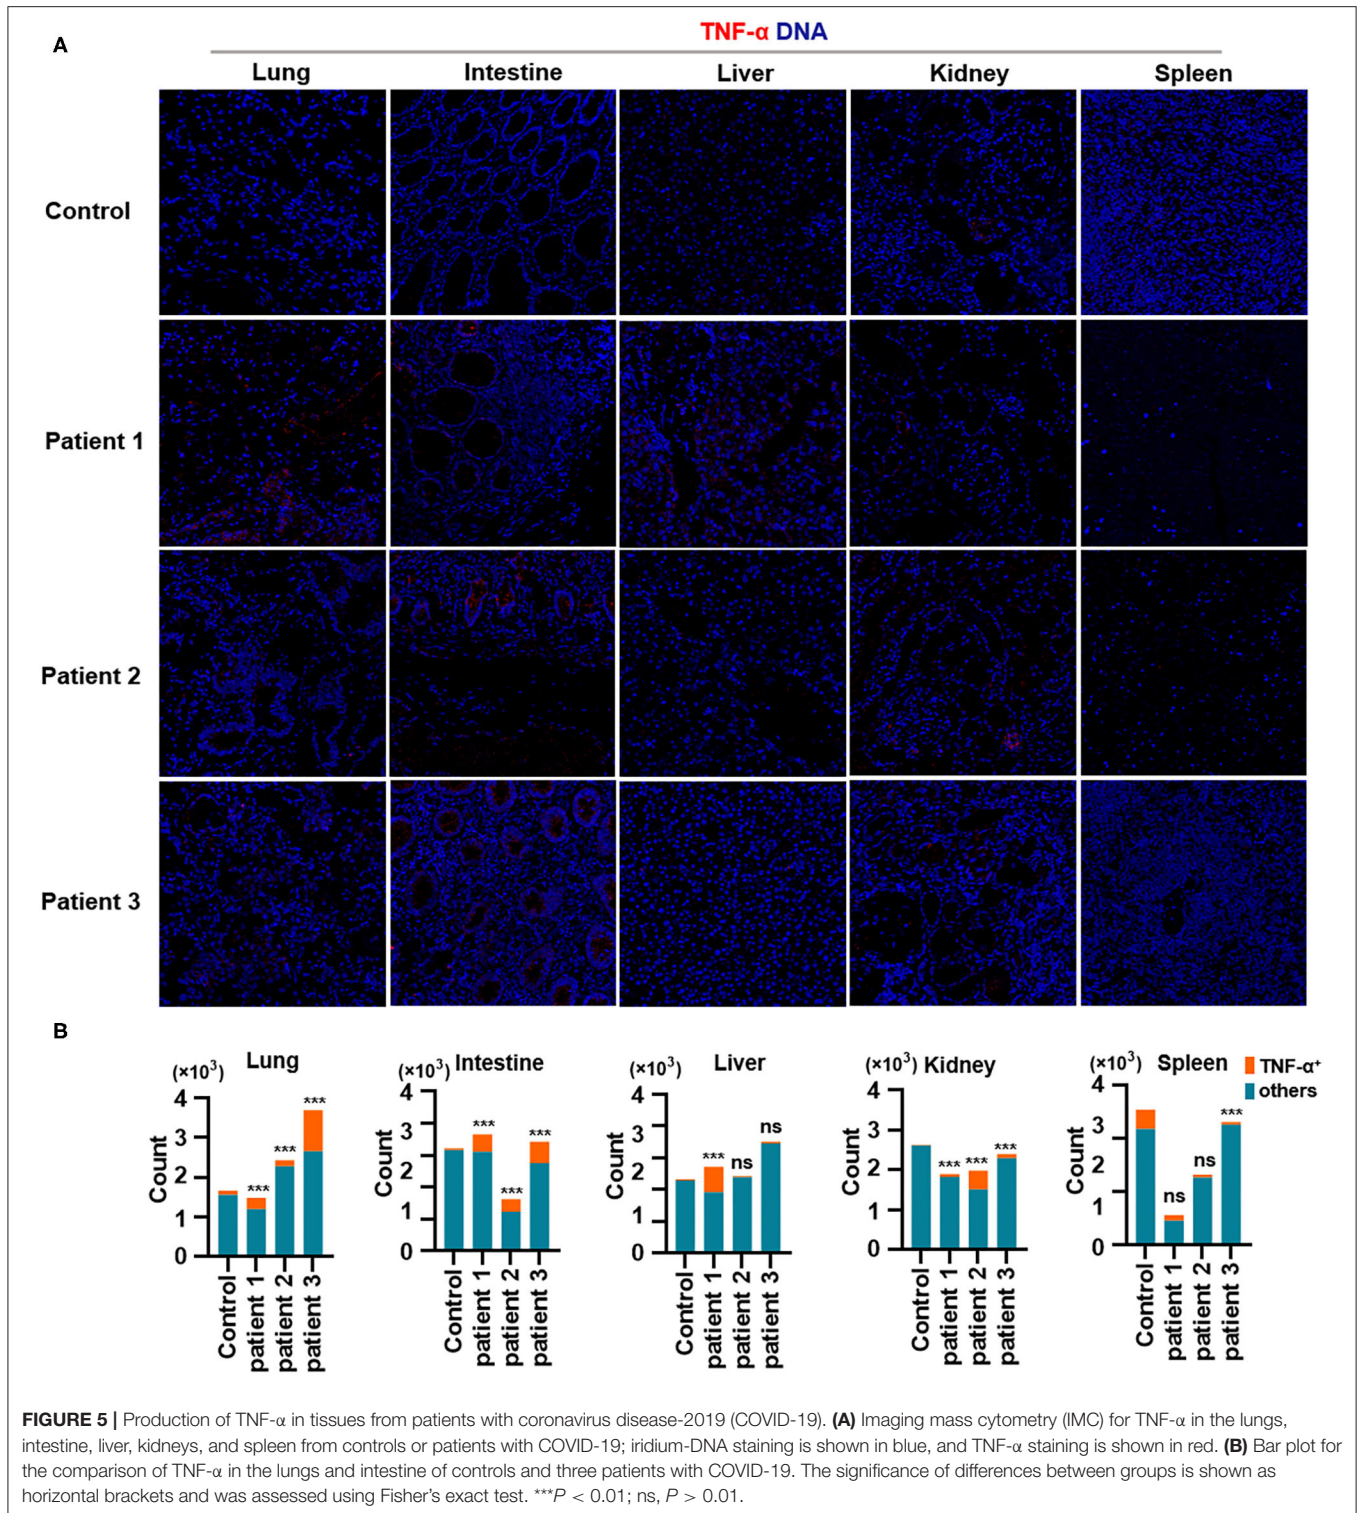 A
TNF-α DNA
Lung Intestine Liver Kidney Spleen
Control
Patient 1
Patient 2
Patient 3
B
(×10³) Lung
Count
4
3
2
1
0
*** *** ***
Control patient 1 patient 2 patient 3
(×10³) Intestine
Count
4
3
2
1
0
*** *** ***
Control patient 1 patient 2 patient 3
(×10³) Liver
Count
4
3
2
1
0
*** ns ns
Control patient 1 patient 2 patient 3
(×10³) Kidney
Count
4
3
2
1
0
*** *** ***
Control patient 1 patient 2 patient 3
(×10³) Spleen
Count
4
3
2
1
0
ns ns ***
Control patient 1 patient 2 patient 3
TNF-α⁺
others
FIGURE 5 | Production of TNF-α in tissues from patients with coronavirus disease-2019 (COVID-19). (A) Imaging mass cytometry (IMC) for TNF-α in the lungs,
intestine, liver, kidneys, and spleen from controls or patients with COVID-19; iridium-DNA staining is shown in blue, and TNF-α staining is shown in red. (B) Bar plot for
the comparison of TNF-α in the lungs and intestine of controls and three patients with COVID-19. The significance of differences between groups is shown as
horizontal brackets and was assessed using Fisher's exact test. ***P < 0.01; ns, P > 0.01.